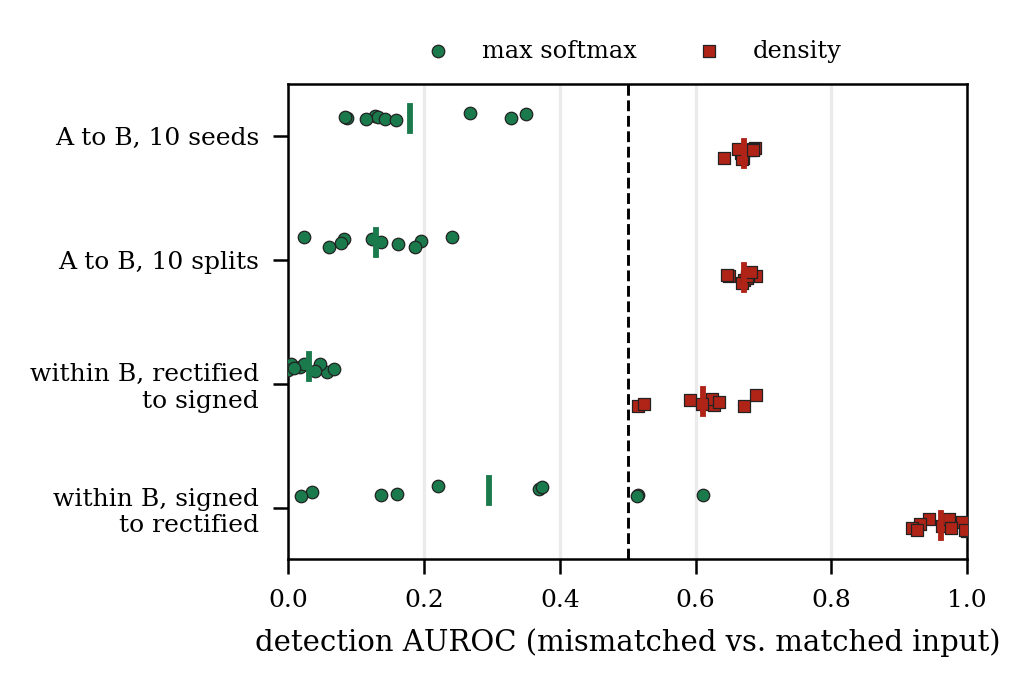 max softmax density
A to B, 10 seeds
A to B, 10 splits
within B, rectified
to signed
within B, signed
to rectified
0.0 0.2 0.4 0.6 0.8 1.0
detection AUROC (mismatched vs. matched input)